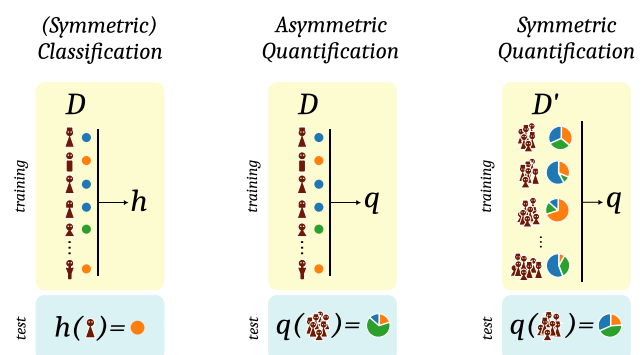 (Symmetric)
Classification
Asymmetric
Quantification
Symmetric
Quantification
training
D
h
test
h( )=
training
D
q
test
q( )=
training
D'
q
test
q( )=